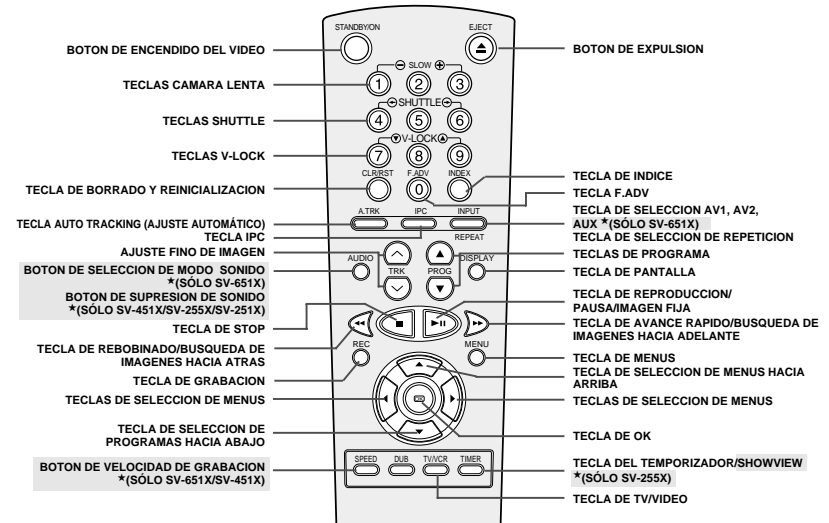 STANDBY/ON
EJECT
BOTON DE ENCENDIDO DEL VIDEO
BOTON DE EXPULSION
SLOW
TECLAS CAMARA LENTA
1 2 3
SHUTTLE
TECLAS SHUTTLE
4 5 6
V-LOCK
TECLAS V-LOCK
7 8 9
CLR/RST F.ADV INDEX
TECLA DE INDICE
TECLA DE BORRADO Y REINICIALIZACION
0
TECLA F.ADV
A.TRK IPC INPUT
TECLA DE SELECCION AV1, AV2,
AUX ★(SÓLO SV-651X)
TECLA AUTO TRACKING (AJUSTE AUTOMÁTICO)
TECLA IPC
REPEAT
TECLA DE SELECCION DE REPETICION
AJUSTE FINO DE IMAGEN
TECLAS DE PROGRAMA
AUDIO
DISPLAY
BOTON DE SELECCION DE MODO SONIDO
★(SÓLO SV-651X)
TRK PROG
TECLA DE PANTALLA
BOTON DE SUPRESION DE SONIDO
★(SÓLO SV-451X/SV-255X/SV-251X)
TECLA DE REPRODUCCION/
PAUSA/IMAGEN FIJA
TECLA DE STOP
TECLA DE AVANCE RAPIDO/BUSQUEDA DE
IMAGENES HACIA ADELANTE
TECLA DE REBOBINADO/BUSQUEDA DE
IMAGENES HACIA ATRAS
REC
MENU
TECLA DE MENUS
TECLA DE GRABACION
TECLA DE SELECCION DE MENUS HACIA
ARRIBA
TECLAS DE SELECCION DE MENUS
OK
TECLAS DE SELECCION DE MENUS
TECLA DE SELECCION DE
PROGRAMAS HACIA ABAJO
TECLA DE OK
SPEED DUB TV/VCR TIMER
BOTON DE VELOCIDAD DE GRABACION
★(SÓLO SV-651X/SV-451X)
TECLA DEL TEMPORIZADOR/SHOWVIEW
★(SÓLO SV-255X)
TECLA DE TV/VIDEO